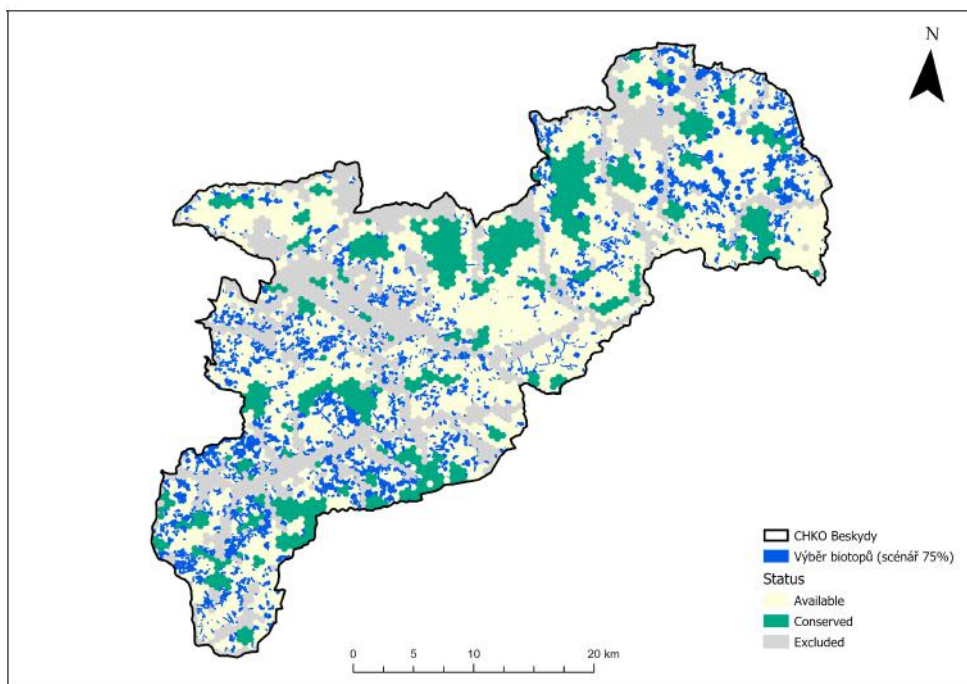 N
CHKO Beskydy
Výběr biotopů (scénář 75%)
Status
Available
Conserved
Excluded
0 5 10 20 km